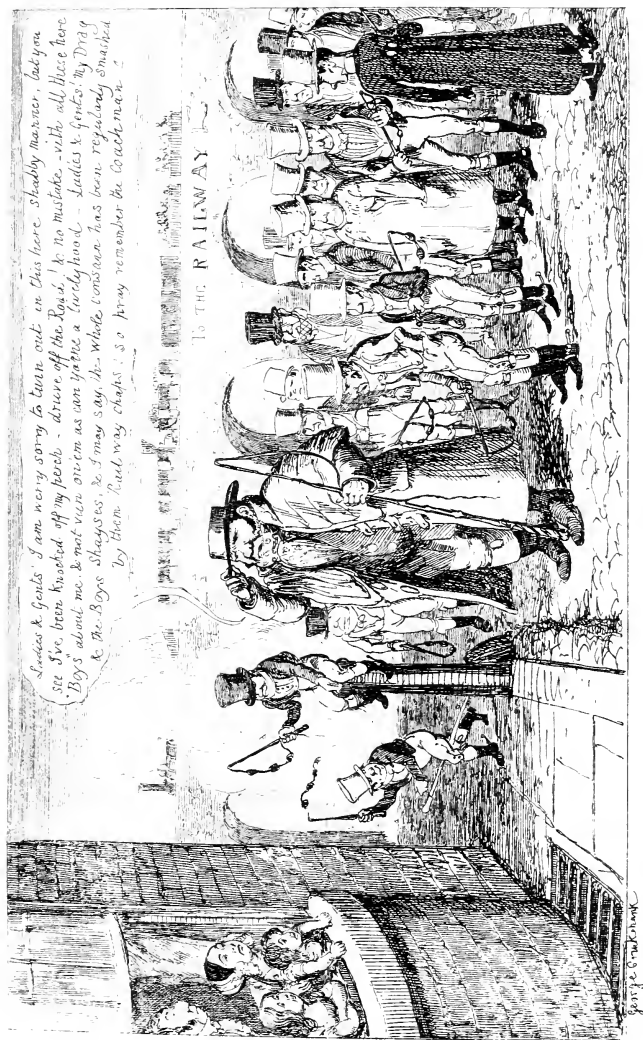 Ladies & Gents I am wery sorry to turn out in this here shabby manner, but you
see I've been knocked off my perch - driven off the Road! & no mistake - with all these here
Boys about me. & not vun on'em as can yarne a livelyhood - Ladies & Gents. My Drag
& the Boys Shayses, & I may say, the whole consarn has been regularly smashed
by them Railway chaps, so pray remember the Coachman!
TO THE RAILWAY
George Cruikshank